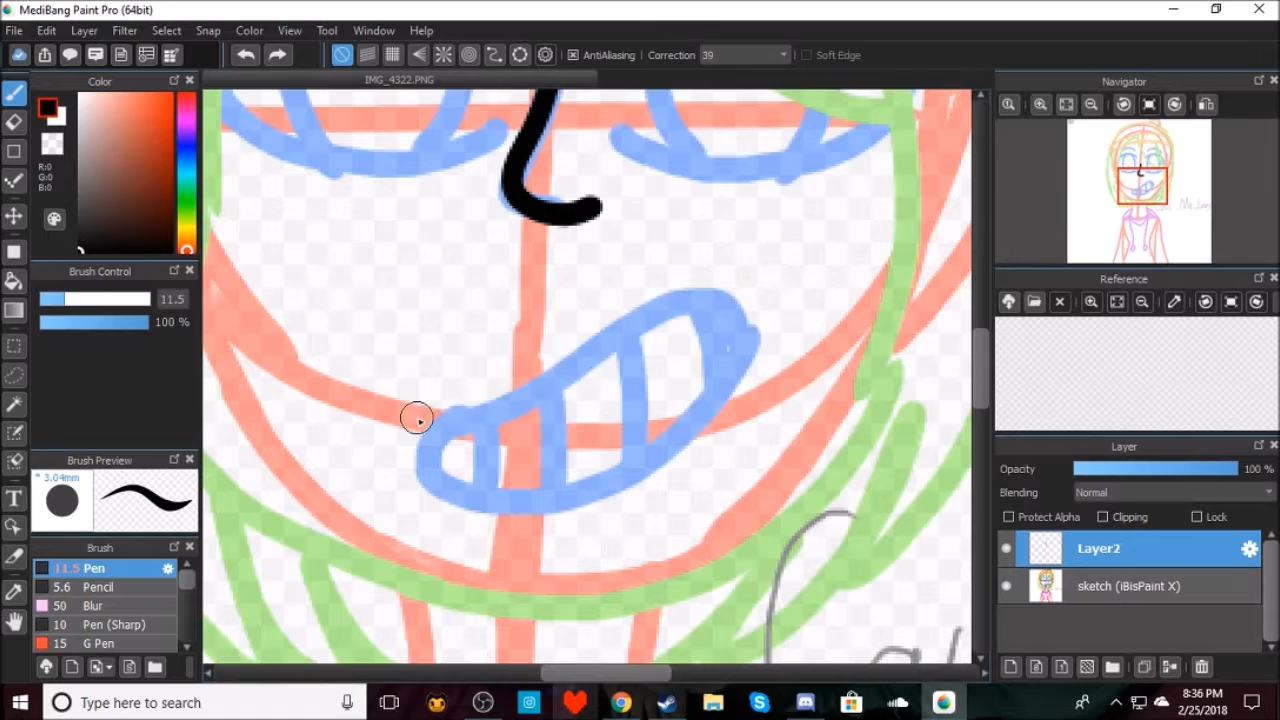 MediBang Paint Pro (64bit)
File Edit Layer Filter Select Snap Color View Tool Window Help
AntiAliasing Correction 39 Soft Edge
Color
IMG_4322.PNG
Navigator
R:0
G:0
B:0
Brush Control
11.5
100 %
Reference
Brush Preview
* 3.04mm
Layer
Opacity 100 %
Blending Normal
Protect Alpha Clipping Lock
Brush
11.5 Pen
5.6 Pencil
50 Blur
10 Pen (Sharp)
15 G Pen
Layer2
sketch (iBisPaint X)
T
Type here to search
8:36 PM
2/25/2018